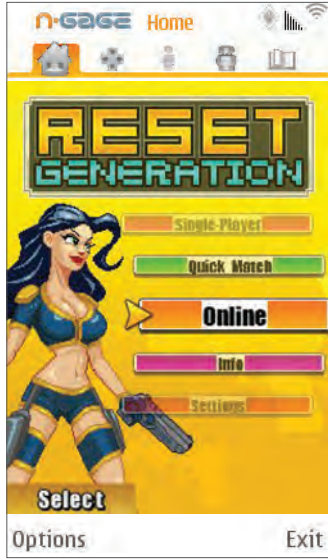 n·gage Home
RESET
GENERATION
Single-Player
Quick Match
Online
Info
Settings
Select
Options Exit